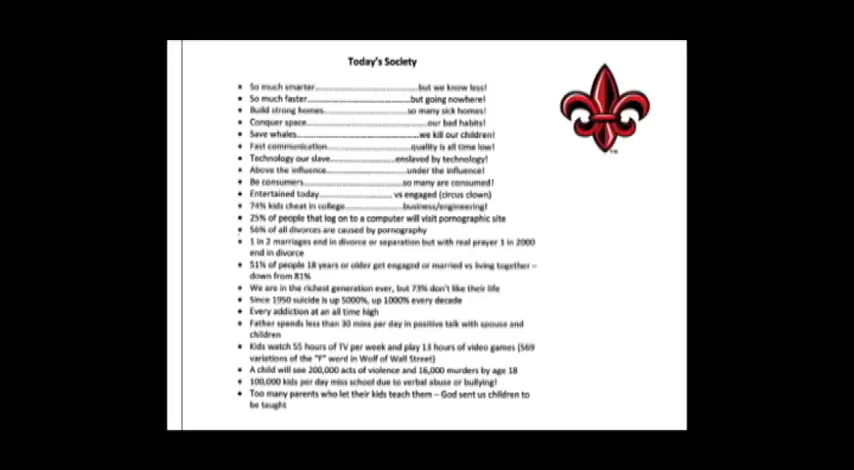 Today's Society
• So much smarter........................................but we know less!
• So much faster........................................but going nowhere!
• Build strong homes................................so many sick homes!
• Conquer space..............................................our bad habits!
• Save whales..............................................we kill our children!
• Fast communication................................quality is all time low!
• Technology our slave.........................enslaved by technology!
• Above the influence...............................under the influence!
• Be consumers......................................so many are consumed!
• Entertained today............................ vs engaged (circus clown)
• 74% kids cheat in college......................business/engineering!
• 25% of people that log on to a computer will visit pornographic site
• 56% of all divorces are caused by pornography
• 1 in 2 marriages end in divorce or separation but with real prayer 1 in 2000
end in divorce
• 51% of people 18 years or older get engaged or married vs living together –
down from 81%
• We are in the richest generation ever, but 73% don't like their life
• Since 1950 suicide is up 5000%, up 1000% every decade
• Every addiction at an all time high
• Father spends less than 30 mins per day in positive talk with spouse and
children
• Kids watch 55 hours of TV per week and play 13 hours of video games (569
variations of the "F" word in Wolf of Wall Street)
• A child will see 200,000 acts of violence and 16,000 murders by age 18
• 100,000 kids per day miss school due to verbal abuse or bullying!
• Too many parents who let their kids teach them – God sent us children to
be taught
TM